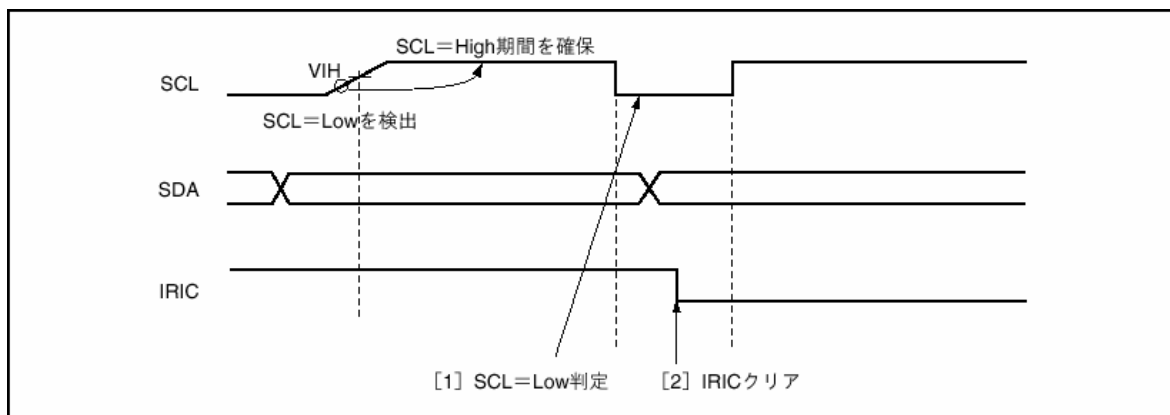 SCL＝High期間を確保
VIH
SCL
SCL＝Lowを検出
SDA
IRIC
［1］SCL＝Low判定
［2］IRICクリア